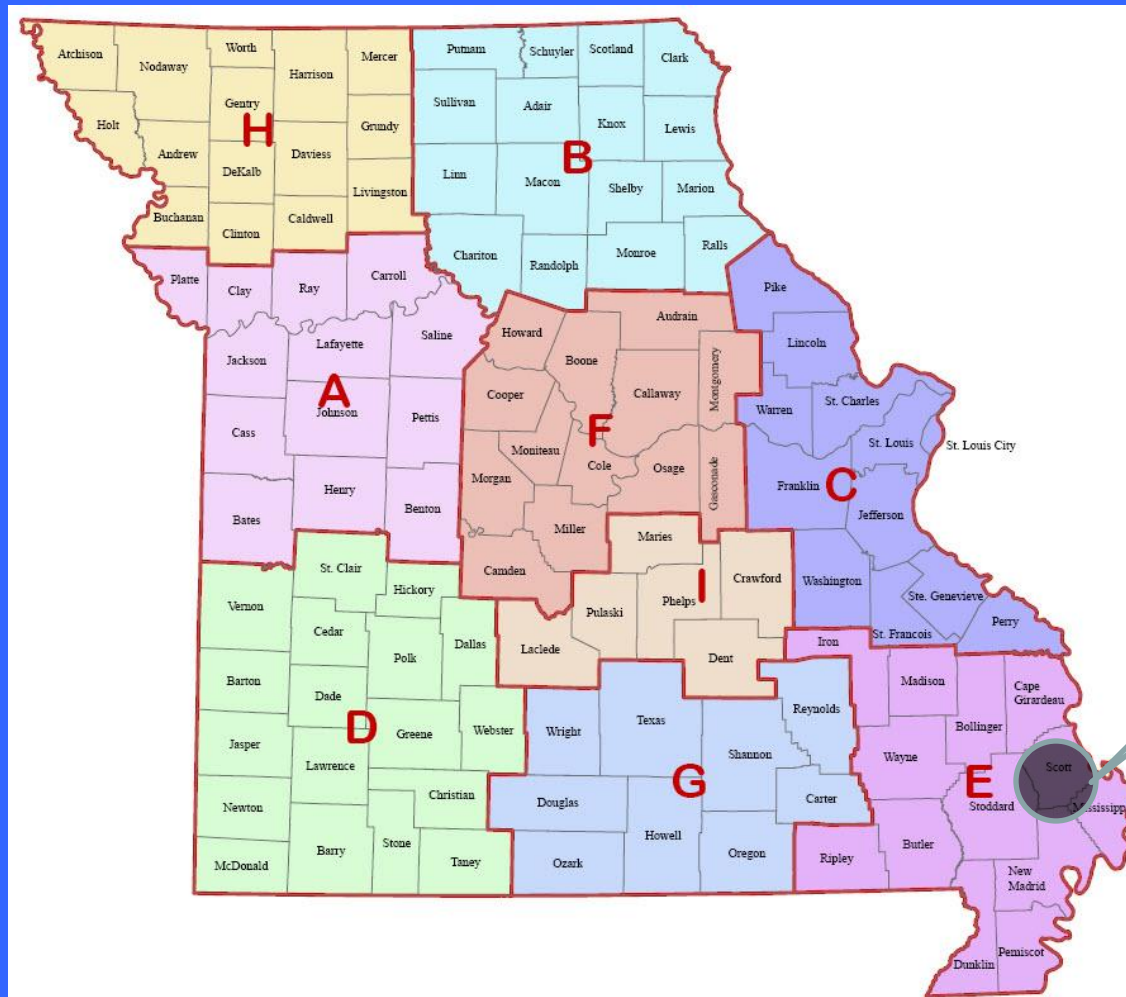 Atchison
Nodaway
Worth
Harrison
Mercer
Gentry
Holt
H
Grundy
Andrew
DeKalb
Daviess
Livingston
Buchanan
Clinton
Caldwell
Putnam
Schuyler
Scotland
Clark
Sullivan
Adair
Knox
Lewis
B
Linn
Macon
Shelby
Marion
Chariton
Randolph
Monroe
Ralls
Platte
Clay
Ray
Carroll
Jackson
Lafayette
Saline
A
Johnson
Pettis
Cass
Henry
Bates
Benton
Howard
Boone
Audrain
Cooper
Callaway
Montgomery
F
Moniteau
Cole
Osage
Gasconade
Morgan
Miller
Camden
Pike
Lincoln
Warren
St. Charles
St. Louis
St. Louis City
Franklin
C
Jefferson
Washington
Ste. Genevieve
St. Francois
Perry
Maries
I
Crawford
Pulaski
Phelps
Laclede
Dent
St. Clair
Hickory
Vernon
Cedar
Dallas
Polk
Barton
Dade
D
Greene
Webster
Jasper
Lawrence
Christian
Newton
Barry
Stone
Taney
McDonald
Wright
Texas
Reynolds
Shannon
G
Douglas
Howell
Carter
Ozark
Oregon
Iron
Madison
Cape
Girardeau
Bollinger
Wayne
Scott
E
Stoddard
Mississippi
Ripley
Butler
New
Madrid
Dunklin
Pemiscot